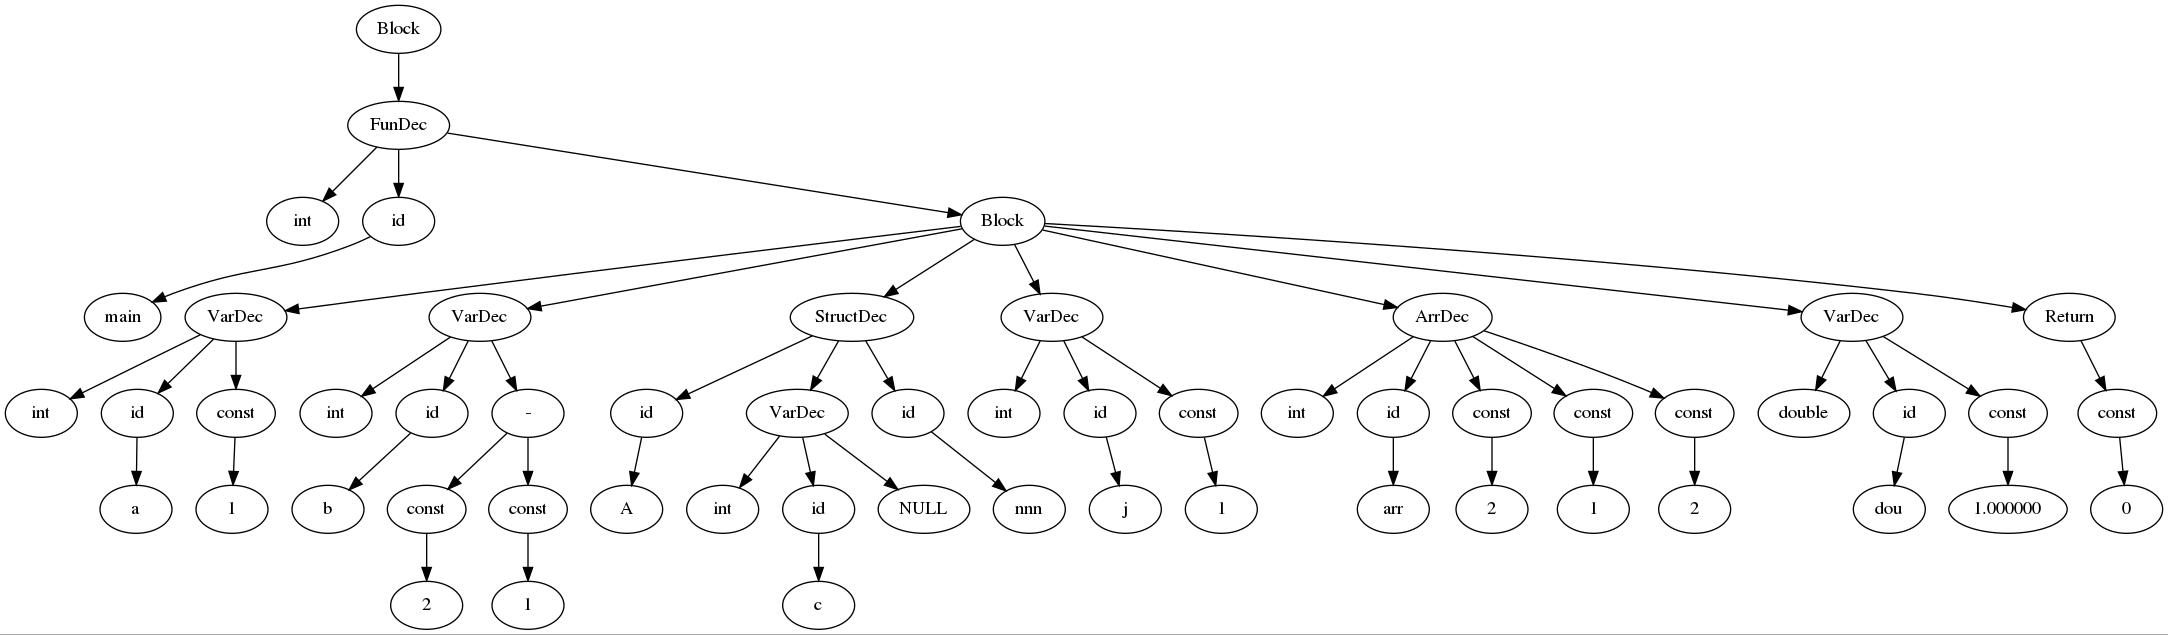 Block
FunDec
int id Block
main VarDec VarDec StructDec VarDec ArrDec VarDec Return
int id const int id - id VarDec id int id const int id const const const double id const const
a 1 b const const A int id NULL nnn j 1 arr 2 1 2 dou 1.000000 0
2 1 c